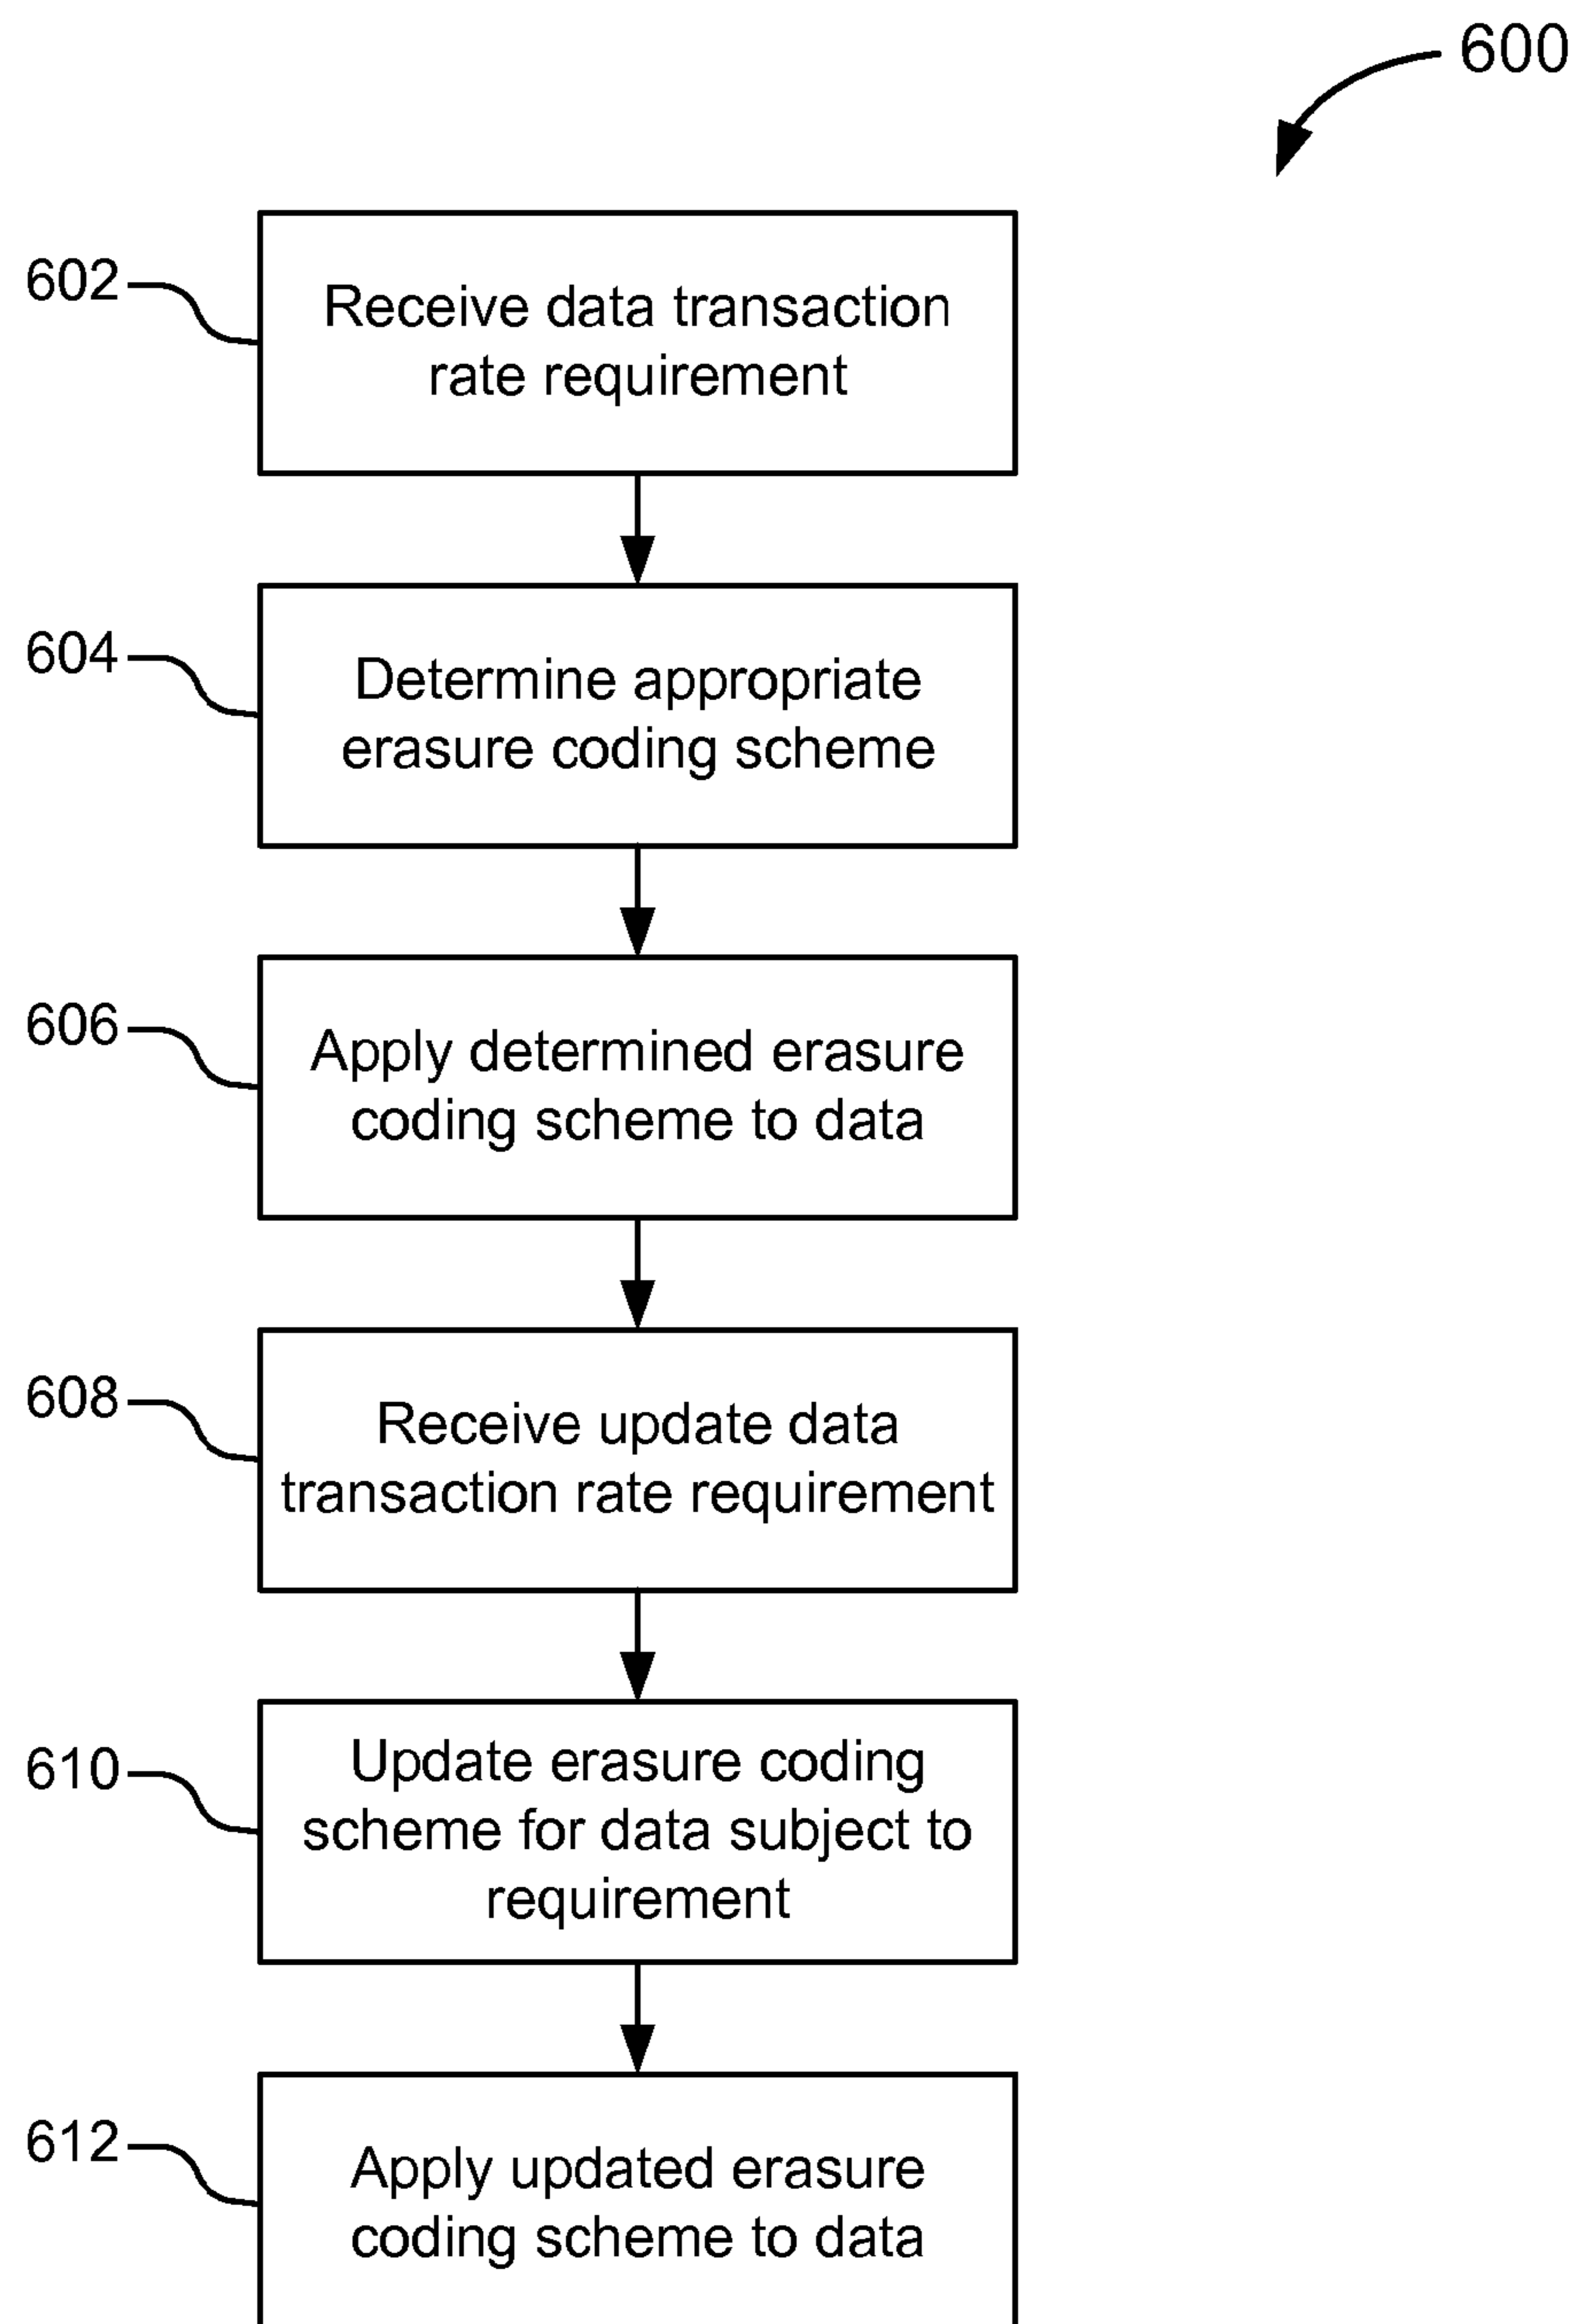 600
602
Receive data transaction
rate requirement
604
Determine appropriate
erasure coding scheme
606
Apply determined erasure
coding scheme to data
608
Receive update data
transaction rate requirement
610
Update erasure coding
scheme for data subject to
requirement
612
Apply updated erasure
coding scheme to data